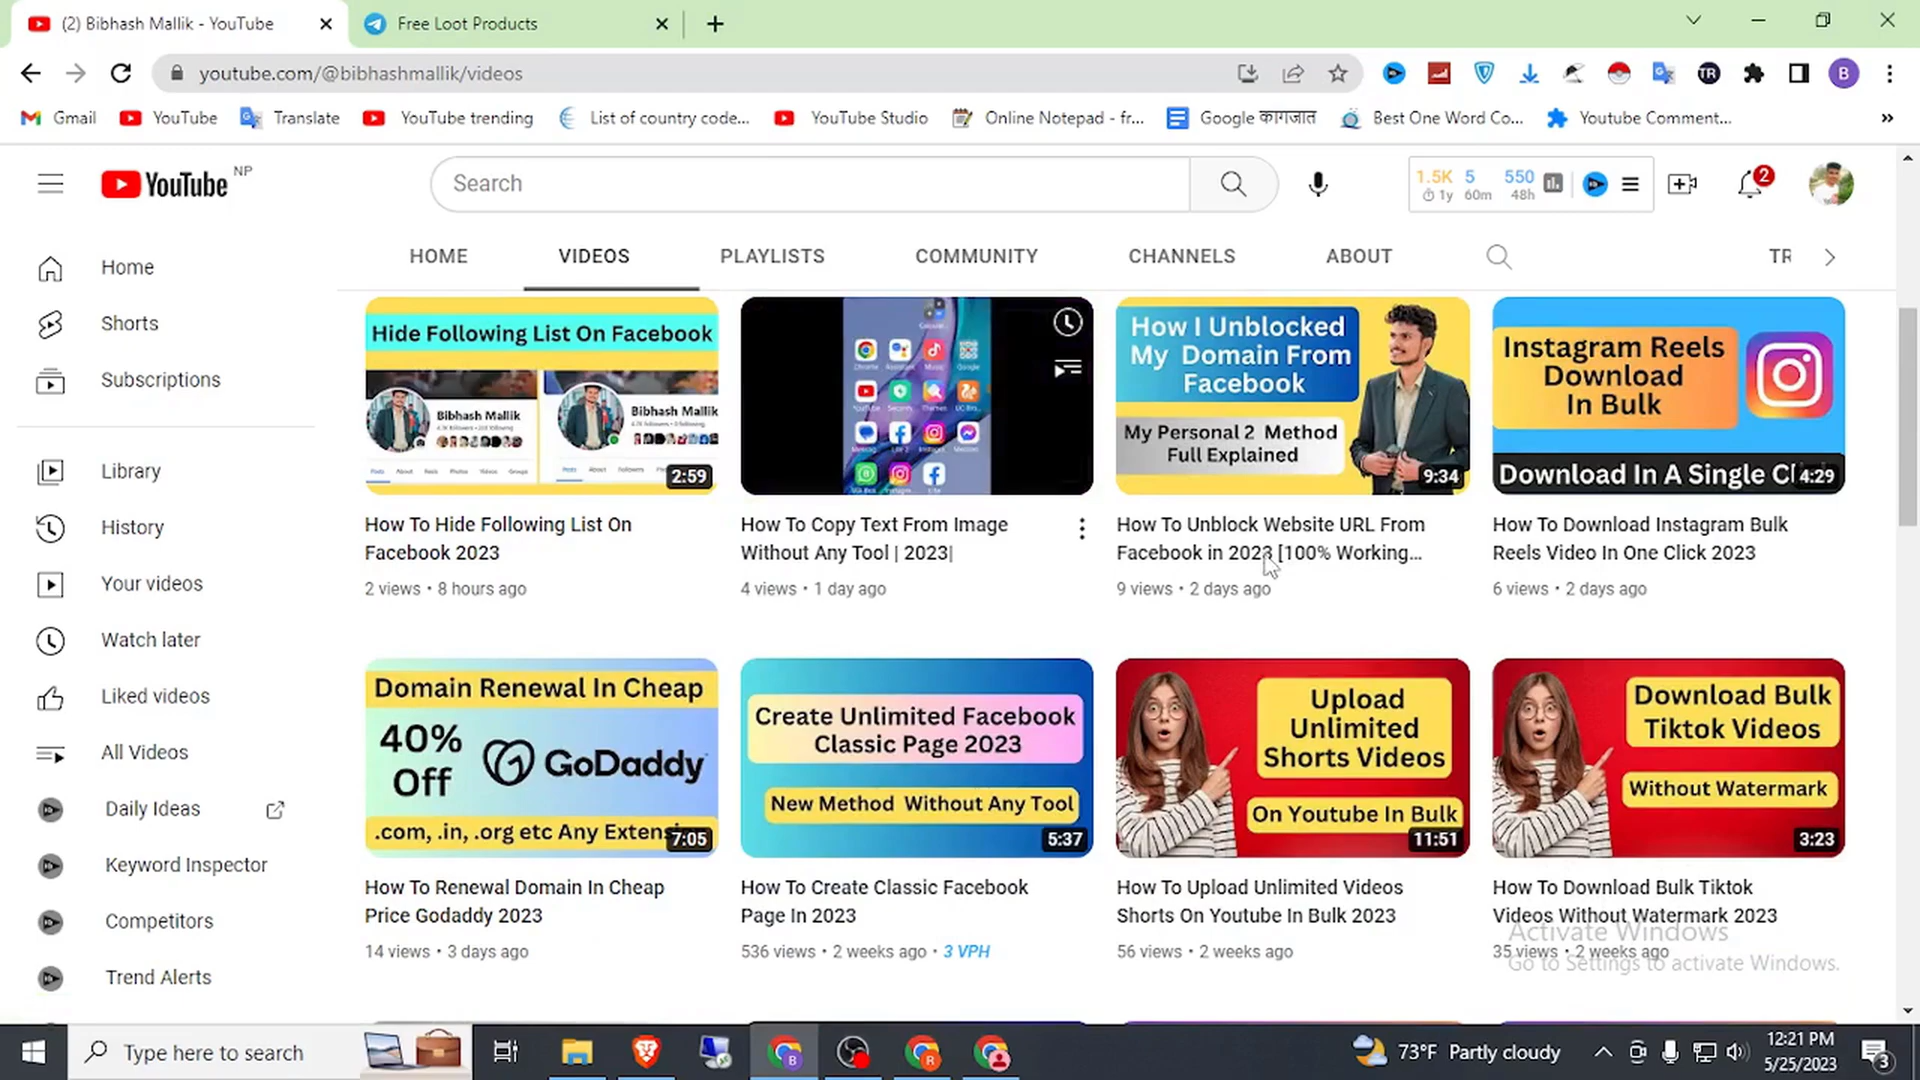 (2) Bibhash Mallik - YouTube
Free Loot Products
youtube.com/@bibhashmallik/videos
TR
B
Gmail
YouTube
Translate
YouTube trending
List of country code...
YouTube Studio
Online Notepad - fr...
Google कागजात
Best One Word Co...
Youtube Comment...
»
YouTube NP
Search
1.5K 5 550
1y 60m 48h
2
HOME
VIDEOS
PLAYLISTS
COMMUNITY
CHANNELS
ABOUT
TR
Home
Shorts
Subscriptions
Library
History
Your videos
Watch later
Liked videos
All Videos
Daily Ideas
Keyword Inspector
Competitors
Trend Alerts
Hide Following List On Facebook
Bibhash Mallik
Bibhash Mallik
2:59
How To Hide Following List On
Facebook 2023
2 views • 8 hours ago
How To Copy Text From Image
Without Any Tool | 2023|
4 views • 1 day ago
How I Unblocked
My Domain From
Facebook
My Personal 2 Method
Full Explained
9:34
How To Unblock Website URL From
Facebook in 2023 [100% Working...
9 views • 2 days ago
Instagram Reels
Download
In Bulk
Download In A Single Cl
4:29
How To Download Instagram Bulk
Reels Video In One Click 2023
6 views • 2 days ago
Domain Renewal In Cheap
40%
Off
GoDaddy
.com, .in, .org etc Any Extens
7:05
How To Renewal Domain In Cheap
Price Godaddy 2023
14 views • 3 days ago
Create Unlimited Facebook
Classic Page 2023
New Method Without Any Tool
5:37
How To Create Classic Facebook
Page In 2023
536 views • 2 weeks ago • 3 VPH
Upload
Unlimited
Shorts Videos
On Youtube In Bulk
11:51
How To Upload Unlimited Videos
Shorts On Youtube In Bulk 2023
56 views • 2 weeks ago
Download Bulk
Tiktok Videos
Without Watermark
3:23
How To Download Bulk Tiktok
Videos Without Watermark 2023
35 views • 2 weeks ago
Activate Windows
Go to Settings to activate Windows.
Type here to search
73°F Partly cloudy
12:21 PM
5/25/2023
3